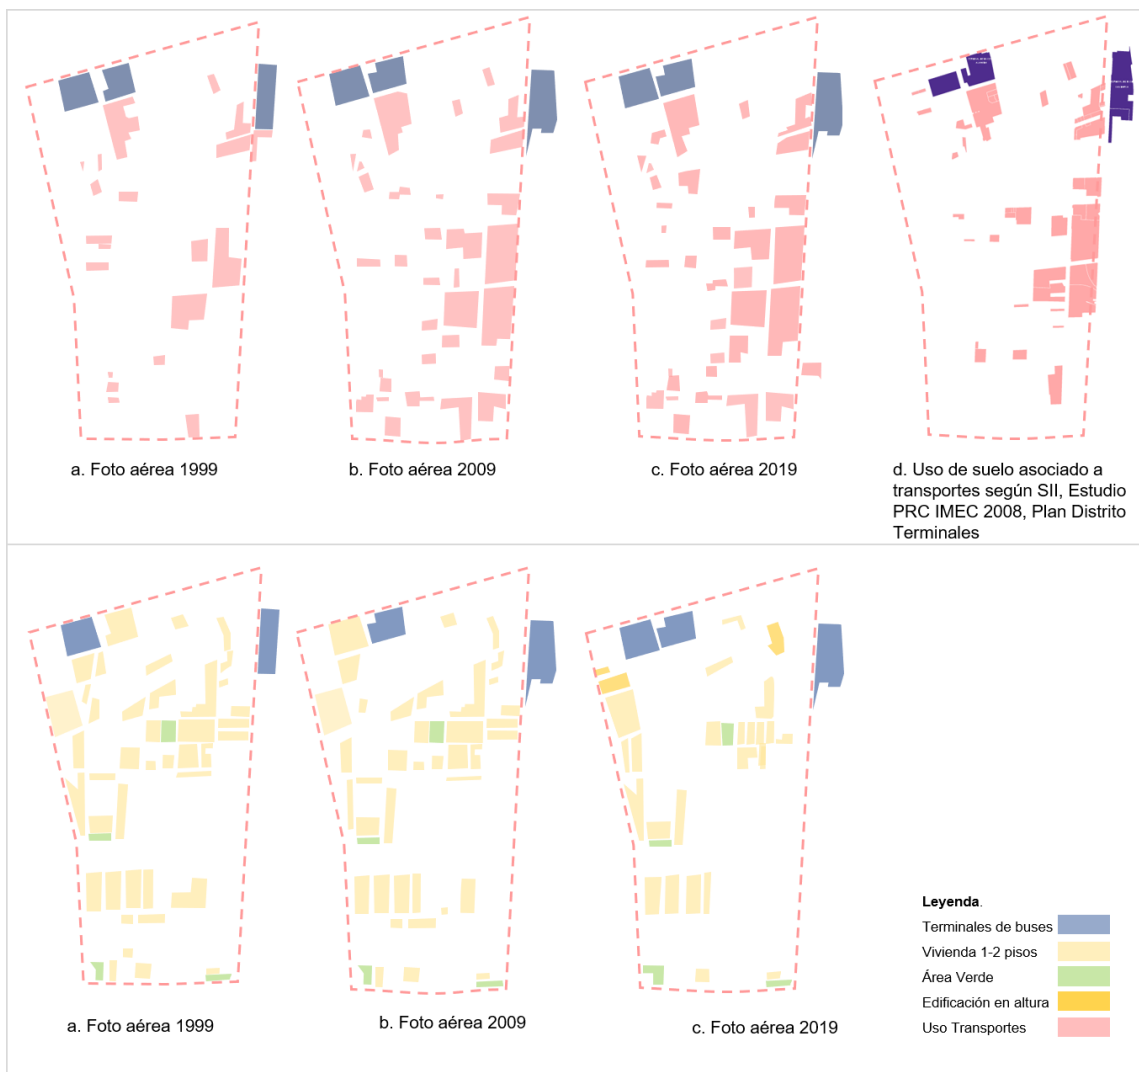 a. Foto aérea 1999
b. Foto aérea 2009
c. Foto aérea 2019
d. Uso de suelo asociado a
transportes según SII, Estudio
PRC IMEC 2008, Plan Distrito
Terminales
a. Foto aérea 1999
b. Foto aérea 2009
c. Foto aérea 2019
Leyenda.
Terminales de buses
Vivienda 1-2 pisos
Área Verde
Edificación en altura
Uso Transportes